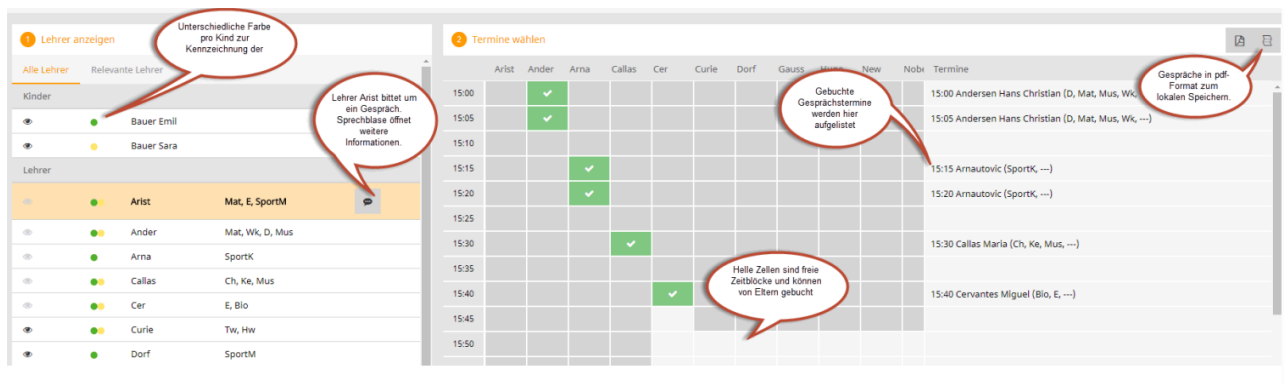 1 Lehrer anzeigen
Alle Lehrer Relevante Lehrer
Kinder
Bauer Emil
Bauer Sara
Lehrer
Arist Mat, E, SportM
Ander Mat, Wk, D, Mus
Arna SportK
Callas Ch, Ke, Mus
Cer E, Bio
Curie Tw, Hw
Dorf SportM
Unterschiedliche Farbe
pro Kind zur
Kennzeichnung der
Lehrer Arist bittet um
ein Gespräch.
Sprechblase öffnet
weitere
Informationen.
2 Termine wählen
Arist Ander Arna Callas Cer Curie Dorf Gauss New Termine
15:00 15:00 Andersen Hans Christian (D, Mat, Mus, Wk,
15:05 15:05 Andersen Hans Christian (D, Mat, Mus, Wk, ---)
15:10
15:15 15:15 Arnautovic (SportK, ---)
15:20 15:20 Arnautovic (SportK, ---)
15:25
15:30 15:30 Callas Maria (Ch, Ke, Mus, ---)
15:35
15:40 15:40 Cervantes Miguel (Bio, E, ---)
15:45
15:50
Gebuchte
Gesprächstermine
werden hier
aufgelistet
Gespräche in pdf-
Format zum
lokalen Speichern.
Helle Zellen sind freie
Zeitblöcke und können
von Eltern gebucht